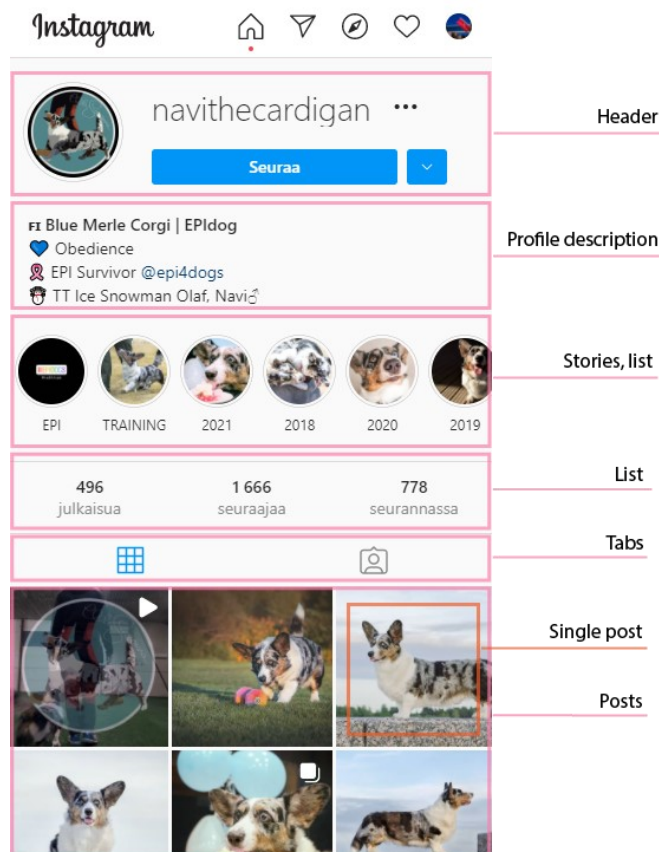 Instagram
navithecardigan •••
Header
Seuraa
FI Blue Merle Corgi | EPIdog
💙 Obedience
Profile description
🎗 EPI Survivor @epi4dogs
⛄ TT Ice Snowman Olaf, Navi♂
Stories, list
EPI TRAINING 2021 2018 2020 2019
List
496 1 666 778
julkaisua seuraajaa seurannassa
Tabs
Single post
Posts